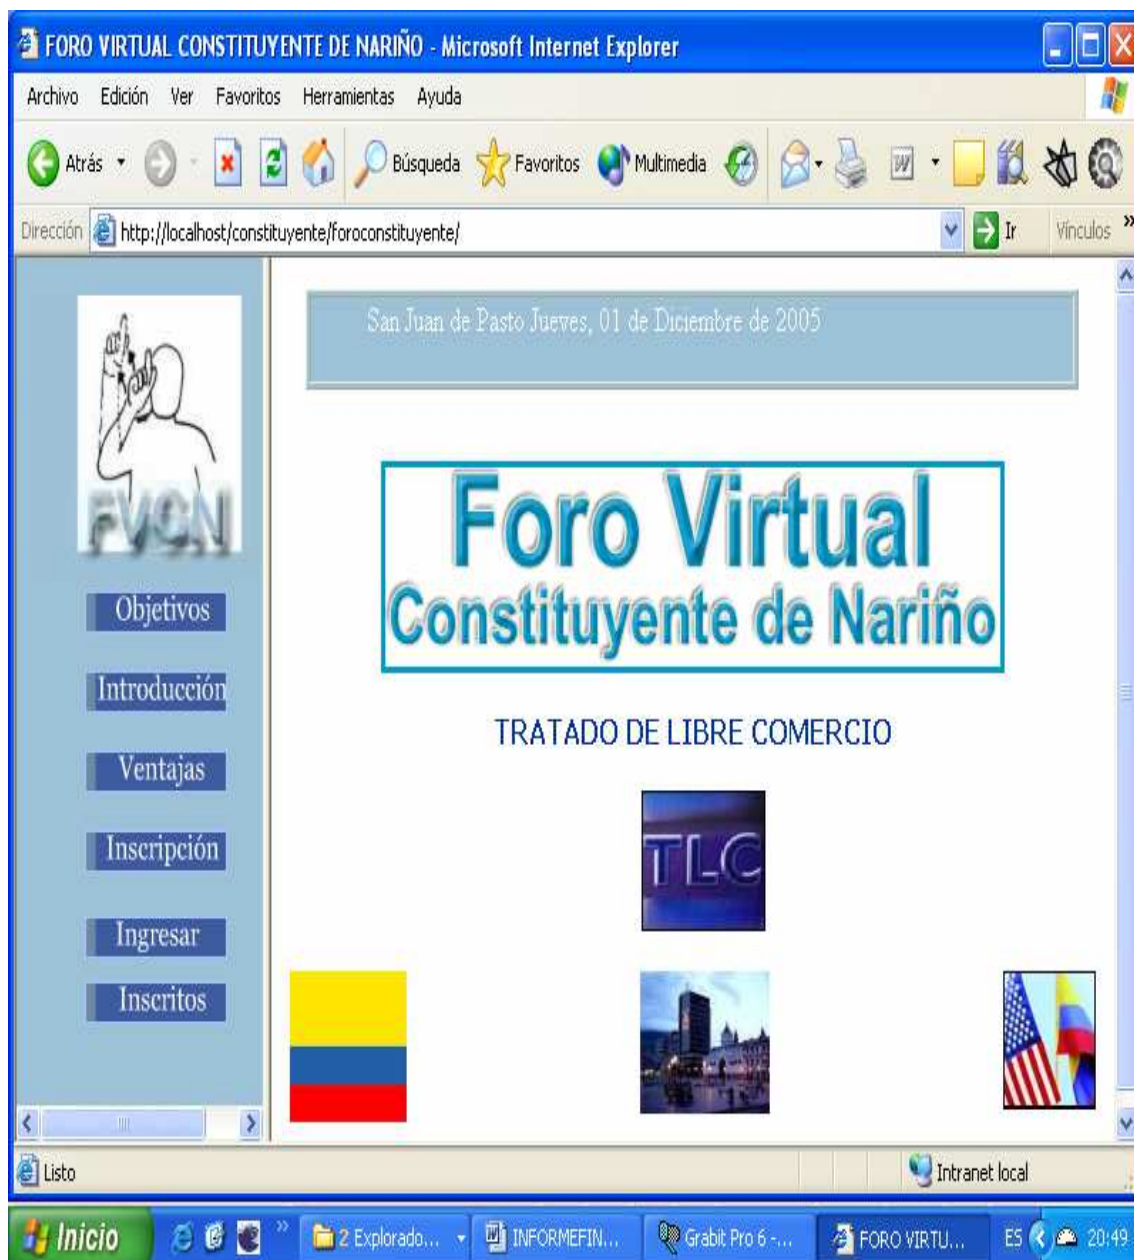 FORO VIRTUAL CONSTITUYENTE DE NARIÑO - Microsoft Internet Explorer
Archivo Edición Ver Favoritos Herramientas Ayuda
Atrás Búsqueda Favoritos Multimedia
Dirección http://localhost/constituyente/foroconstituyente/ Ir Vínculos »
San Juan de Pasto Jueves, 01 de Diciembre de 2005
FVCN
Objetivos
Introducción
Ventajas
Inscripción
Ingresar
Inscritos
Foro Virtual
Constituyente de Nariño
TRATADO DE LIBRE COMERCIO
TLC
Listo Intranet local
Inicio » 2 Explorado... INFORMEFIN... Grabit Pro 6 -... FORO VIRTU... ES 20:49